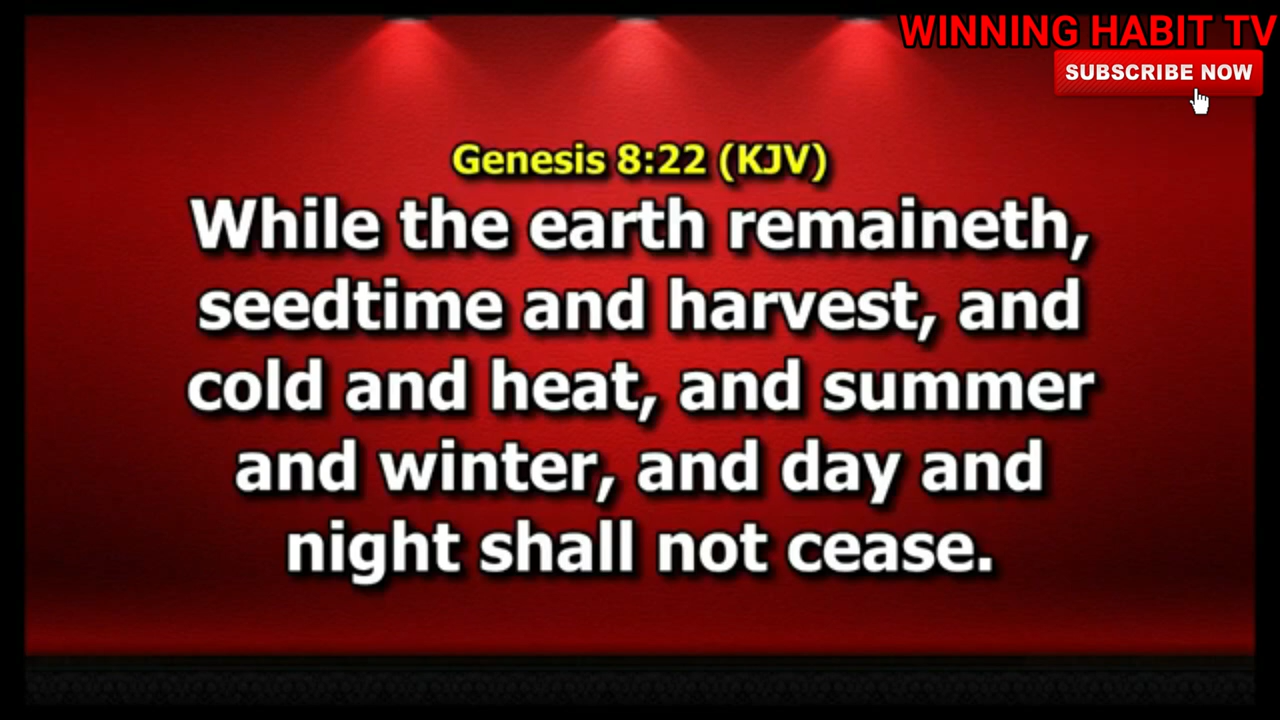 WINNING HABIT TV
SUBSCRIBE NOW
Genesis 8:22 (KJV)
While the earth remaineth,
seedtime and harvest, and
cold and heat, and summer
and winter, and day and
night shall not cease.